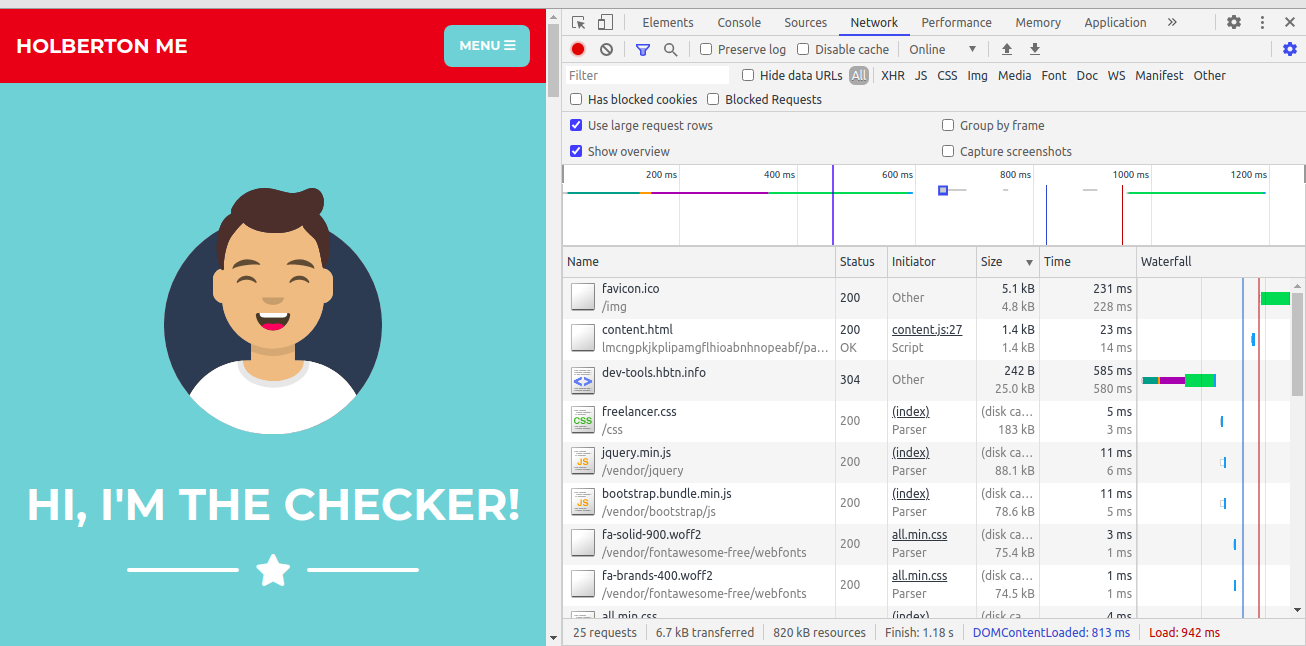 HOLBERTON ME
MENU
HI, I'M THE CHECKER!
Elements Console Sources Network Performance Memory Application »
Preserve log Disable cache Online
Filter Hide data URLs All XHR JS CSS Img Media Font Doc WS Manifest Other
Has blocked cookies Blocked Requests
Use large request rows Group by frame
Show overview Capture screenshots
200 ms 400 ms 600 ms 800 ms 1000 ms 1200 ms
Name Status Initiator Size Time Waterfall
favicon.ico 200 Other 5.1 kB 231 ms
/img 4.8 kB 228 ms
content.html 200 content.js:27 1.4 kB 23 ms
lmcngpkjkplipamgflhioabnhnopeabf/pa... OK Script 1.4 kB 14 ms
dev-tools.hbtn.info 304 Other 242 B 585 ms
25.0 kB 580 ms
freelancer.css 200 (index) (disk ca... 5 ms
CSS /css Parser 183 kB 3 ms
jquery.min.js 200 (index) (disk ca... 11 ms
JS /vendor/jquery Parser 88.1 kB 6 ms
bootstrap.bundle.min.js 200 (index) (disk ca... 11 ms
JS /vendor/bootstrap/js Parser 78.6 kB 5 ms
fa-solid-900.woff2 200 all.min.css (disk ca... 3 ms
/vendor/fontawesome-free/webfonts Parser 75.4 kB 1 ms
fa-brands-400.woff2 200 all.min.css (disk ca... 1 ms
/vendor/fontawesome-free/webfonts Parser 74.5 kB 1 ms
all.min.css (index) (disk ca... 4 ms
25 requests 6.7 kB transferred 820 kB resources Finish: 1.18 s DOMContentLoaded: 813 ms Load: 942 ms